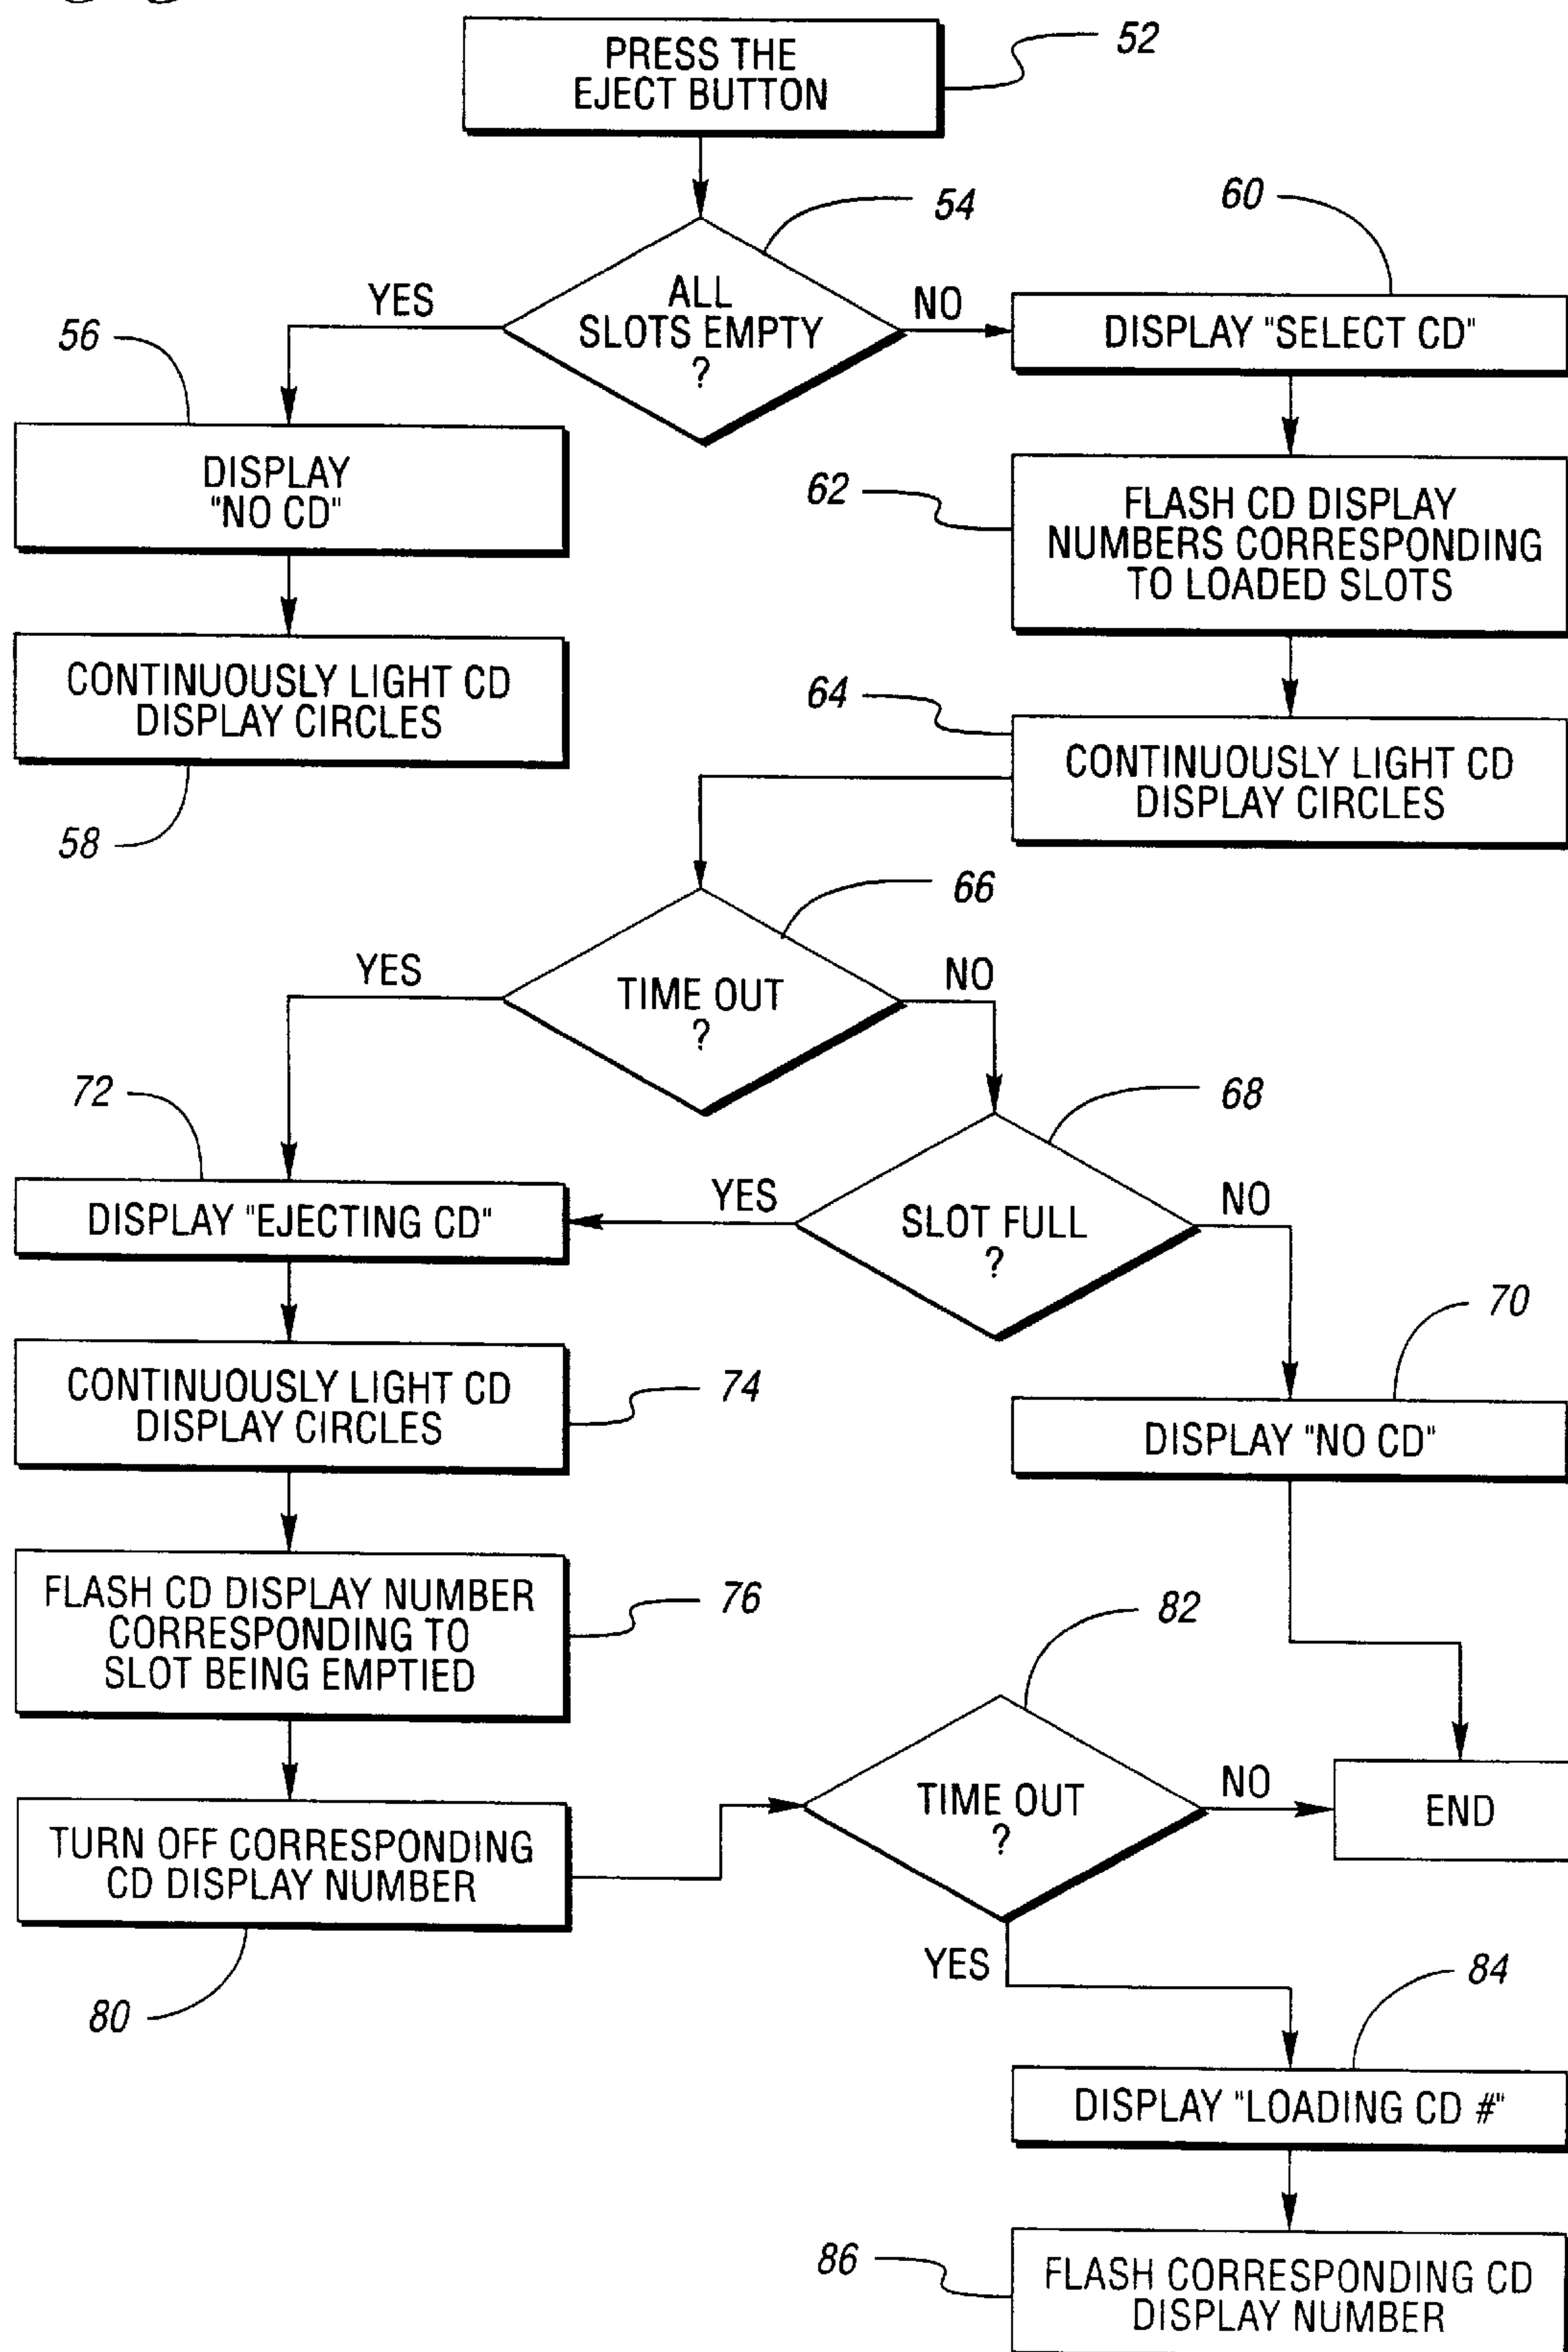 PRESS THE
EJECT BUTTON
52
54
60
YES
ALL
SLOTS EMPTY
?
NO
DISPLAY "SELECT CD"
56
DISPLAY
"NO CD"
62
FLASH CD DISPLAY
NUMBERS CORRESPONDING
TO LOADED SLOTS
CONTINUOUSLY LIGHT CD
DISPLAY CIRCLES
58
64
CONTINUOUSLY LIGHT CD
DISPLAY CIRCLES
66
YES
TIME OUT
?
NO
72
68
DISPLAY "EJECTING CD"
YES
SLOT FULL
?
NO
70
CONTINUOUSLY LIGHT CD
DISPLAY CIRCLES
74
DISPLAY "NO CD"
FLASH CD DISPLAY NUMBER
CORRESPONDING TO
SLOT BEING EMPTIED
76
82
TURN OFF CORRESPONDING
CD DISPLAY NUMBER
80
TIME OUT
?
NO
END
YES
84
DISPLAY "LOADING CD #"
86
FLASH CORRESPONDING CD
DISPLAY NUMBER